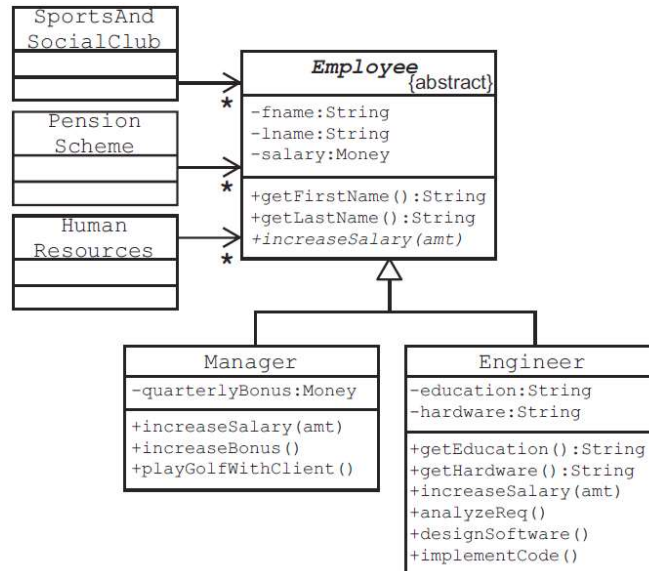 SportsAnd
SocialClub
*
Pension
Scheme
*
Human
Resources
*
Employee
{abstract}
-fname:String
-lname:String
-salary:Money
+getFirstName():String
+getLastName():String
+increaseSalary(amt)
Manager
-quarterlyBonus:Money
+increaseSalary(amt)
+increaseBonus()
+playGolfWithClient()
Engineer
-education:String
-hardware:String
+getEducation():String
+getHardware():String
+increaseSalary(amt)
+analyzeReq()
+designSoftware()
+implementCode()